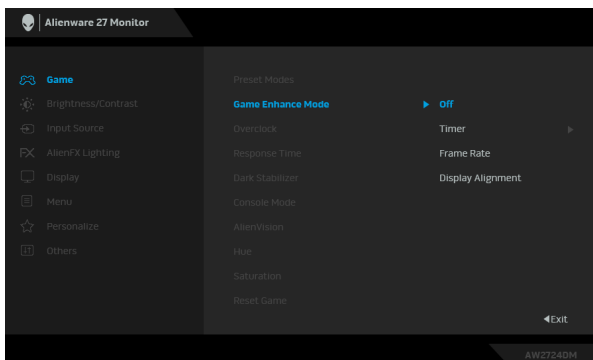 Alienware 27 Monitor
Game
Brightness/Contrast
Input Source
AlienFX Lighting
Display
Menu
Personalize
Others
Preset Modes
Game Enhance Mode
Overclock
Response Time
Dark Stabilizer
Console Mode
AlienVision
Hue
Saturation
Reset Game
Off
Timer
Frame Rate
Display Alignment
Exit
AW2724DM